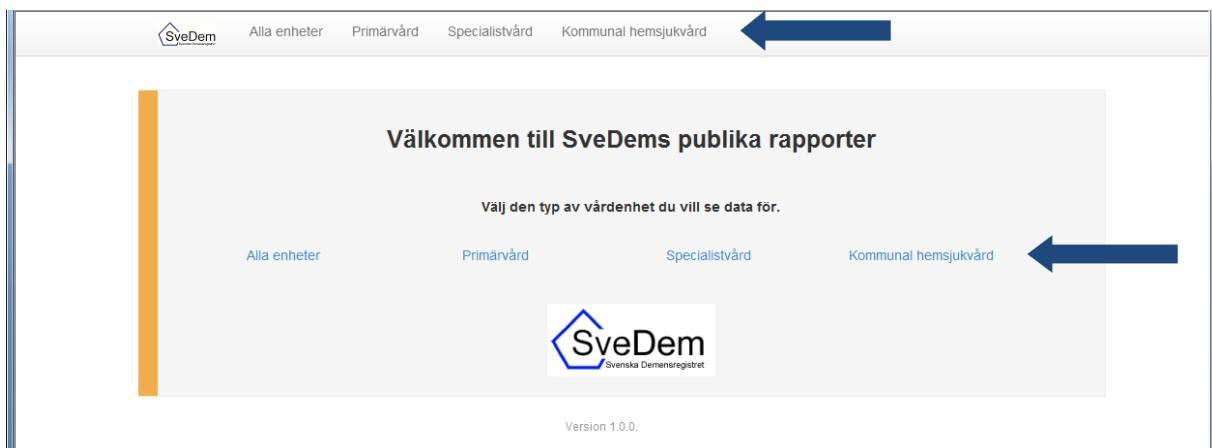 SveDem Alla enheter Primärvård Specialistvård Kommunal hemsjukvård
Välkommen till SveDems publika rapporter
Välj den typ av vårdenhet du vill se data för.
Alla enheter Primärvård Specialistvård Kommunal hemsjukvård
SveDem
Svenska Demensregistret
Version 1.0.0.